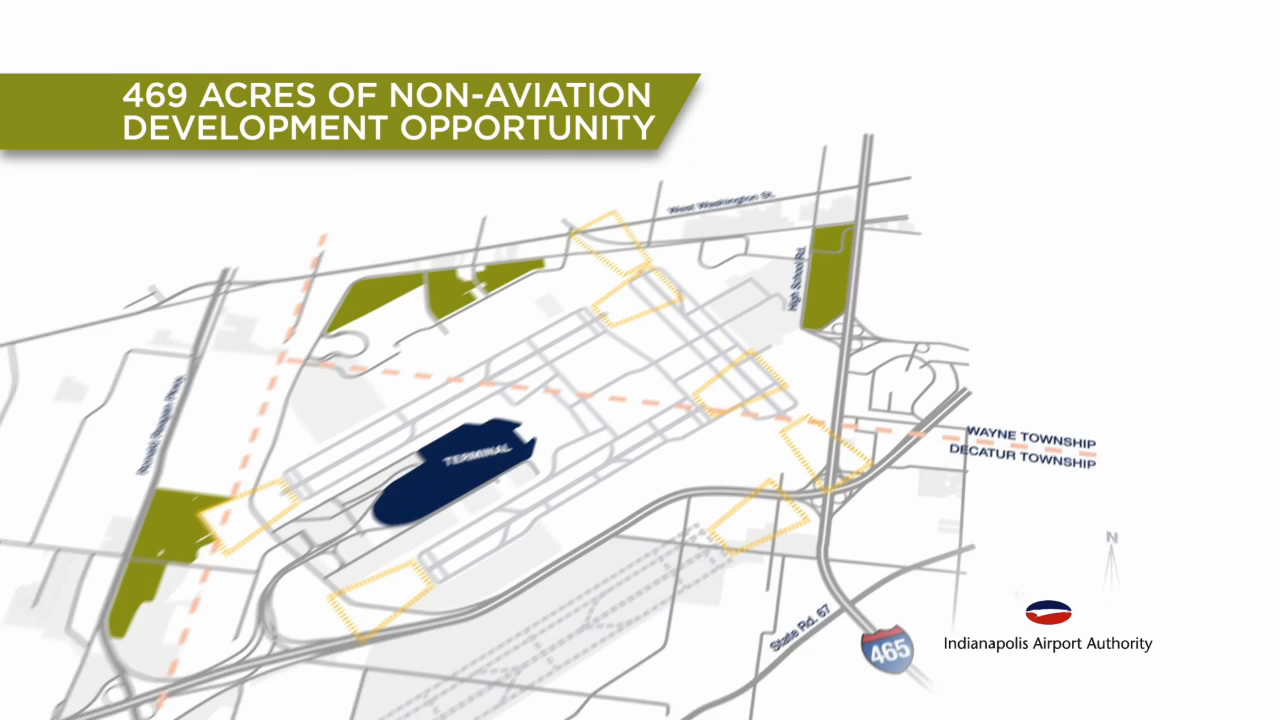 469 ACRES OF NON-AVIATION
DEVELOPMENT OPPORTUNITY
West Washington St.
High School Rd.
Ronald Reagan Pkwy.
TERMINAL
WAYNE TOWNSHIP
DECATUR TOWNSHIP
N
State Rd. 67
465
Indianapolis Airport Authority